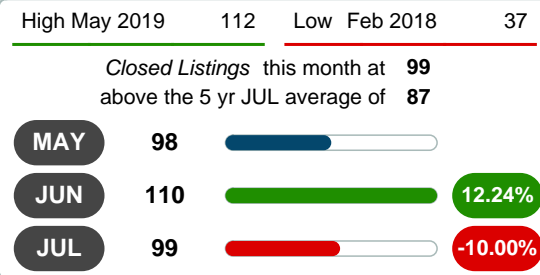 High May 2019 112 Low Feb 2018 37
Closed Listings this month at 99
above the 5 yr JUL average of 87
MAY 98
JUN 110 12.24%
JUL 99 -10.00%